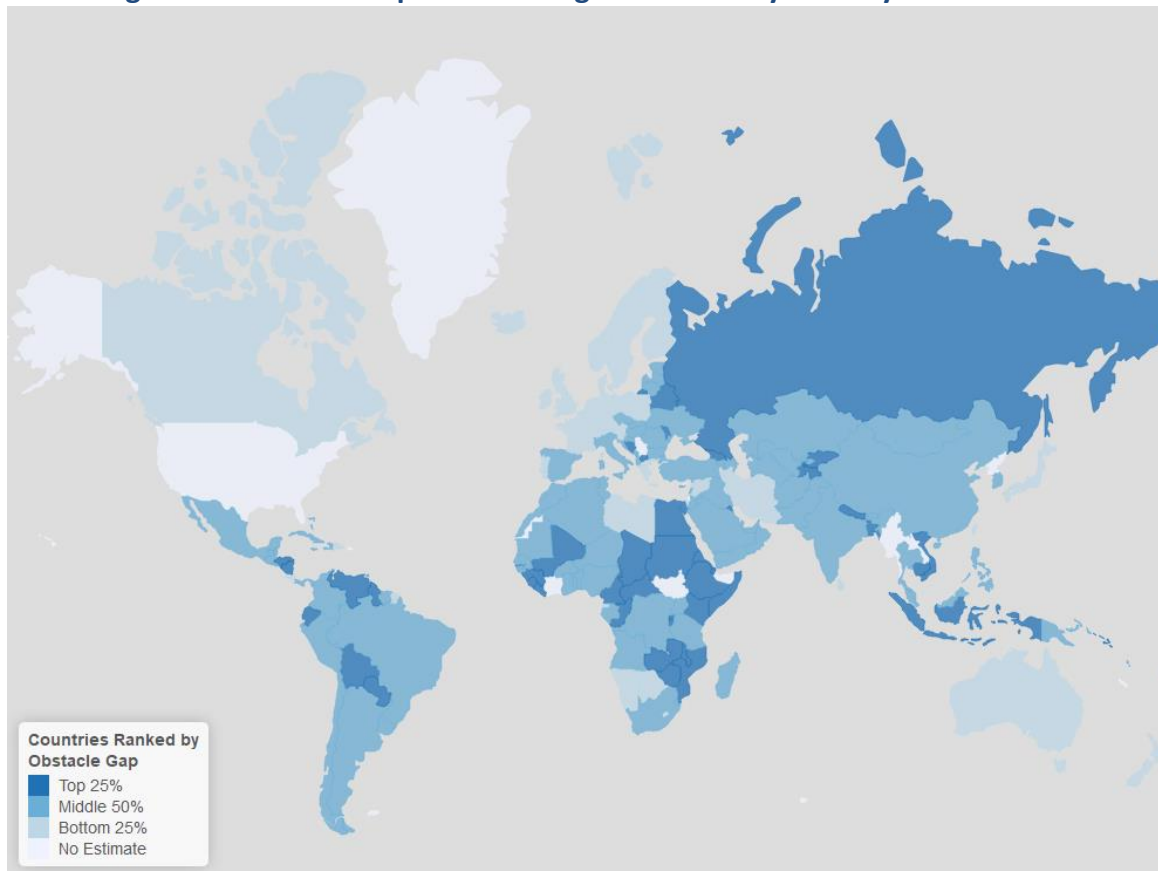 Countries Ranked by
Obstacle Gap
Top 25%
Middle 50%
Bottom 25%
No Estimate